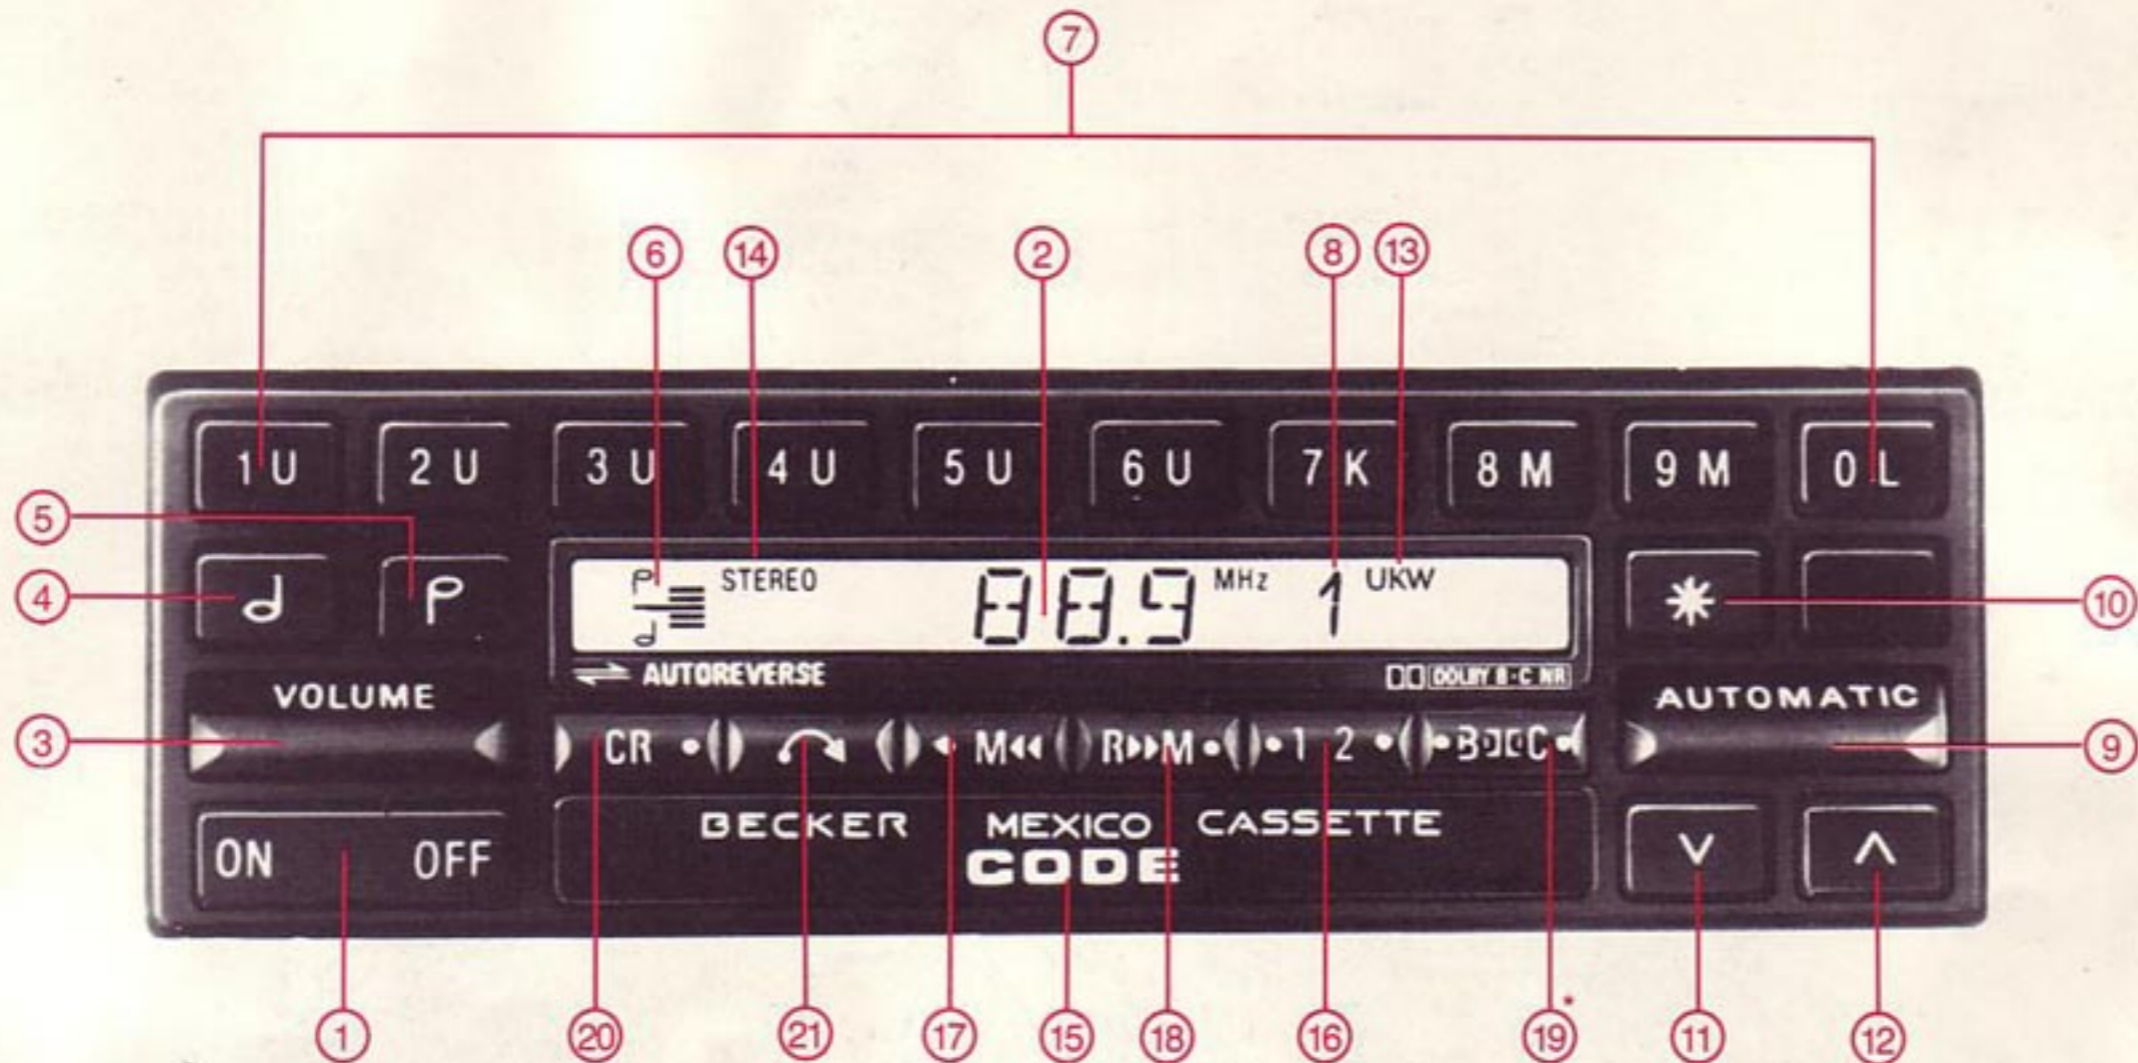 7
6 14 2 8 13
1 U 2 U 3 U 4 U 5 U 6 U 7 K 8 M 9 M 0 L
5
4 STEREO 88.9 MHz 1 UKW 10
AUTOREVERSE DOLBY B-C NR
VOLUME AUTOMATIC
3 CR M R M 1 2 B C 9
BECKER MEXICO CASSETTE
ON OFF CODE
1 20 21 17 15 18 16 19* 11 12